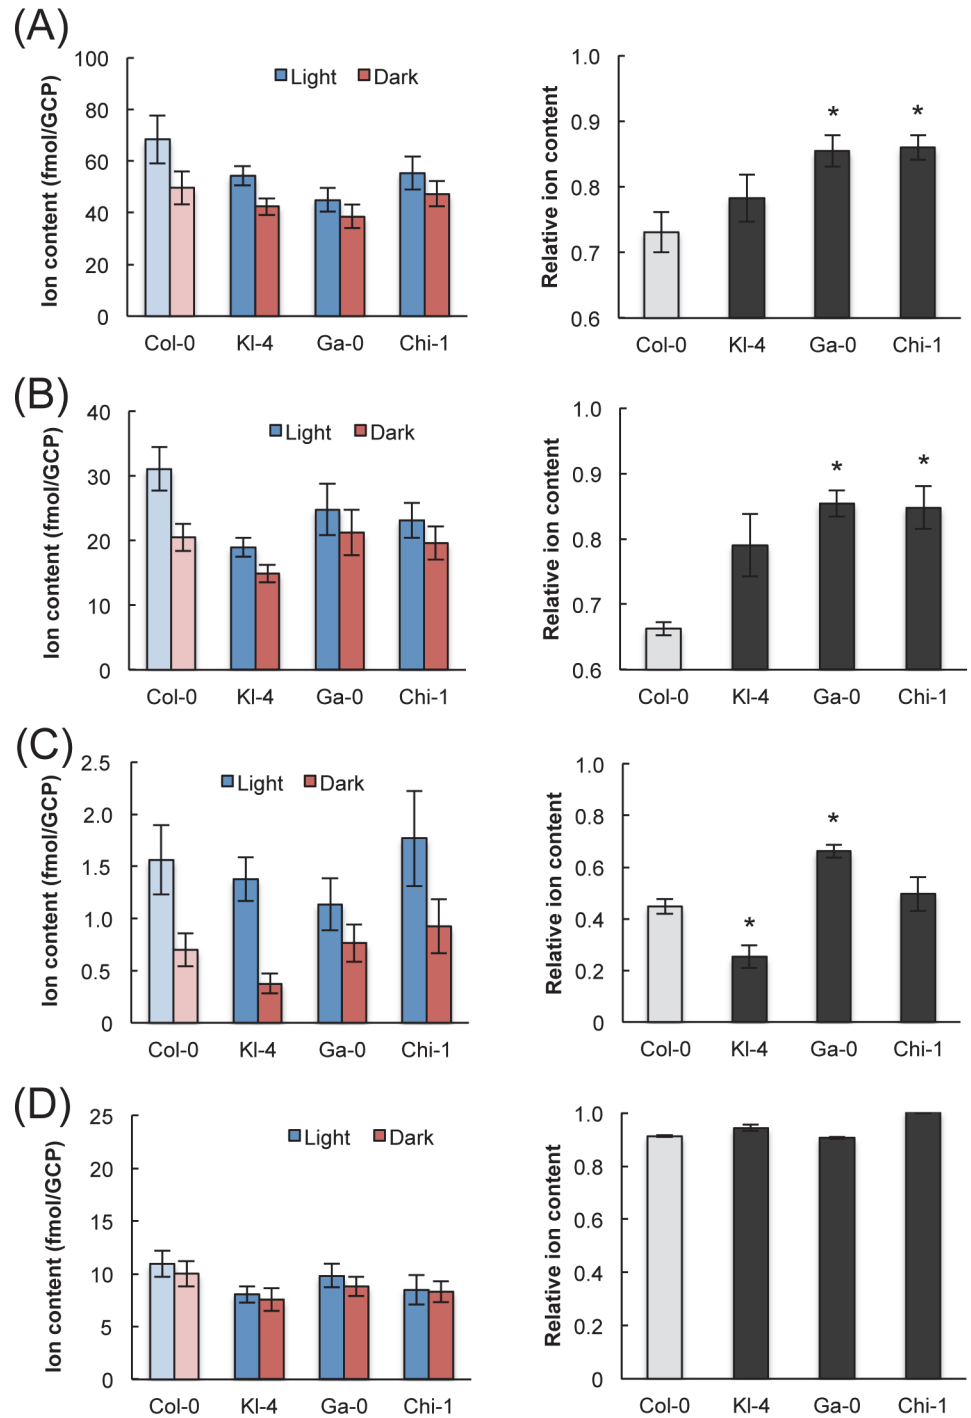 (A)
Ion content (fmol/GCP)
100
80
60
40
20
0
Light Dark
Col-0 Kl-4 Ga-0 Chi-1
Relative ion content
1.0
0.9
0.8
0.7
0.6
* *
Col-0 Kl-4 Ga-0 Chi-1
(B)
Ion content (fmol/GCP)
40
30
20
10
0
Light Dark
Col-0 Kl-4 Ga-0 Chi-1
Relative ion content
1.0
0.9
0.8
0.7
0.6
* *
Col-0 Kl-4 Ga-0 Chi-1
(C)
Ion content (fmol/GCP)
2.5
2.0
1.5
1.0
0.5
0
Light Dark
Col-0 Kl-4 Ga-0 Chi-1
Relative ion content
1.0
0.8
0.6
0.4
0.2
0
* *
Col-0 Kl-4 Ga-0 Chi-1
(D)
Ion content (fmol/GCP)
25
20
15
10
5
0
Light Dark
Col-0 Kl-4 Ga-0 Chi-1
Relative ion content
1.0
0.8
0.6
0.4
0.2
0
Col-0 Kl-4 Ga-0 Chi-1